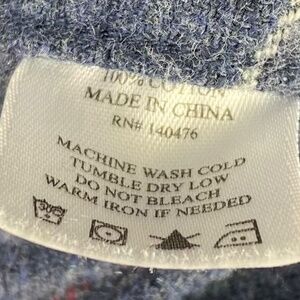 100% COTTON
MADE IN CHINA
RN# 140476
MACHINE WASH COLD
TUMBLE DRY LOW
DO NOT BLEACH
WARM IRON IF NEEDED